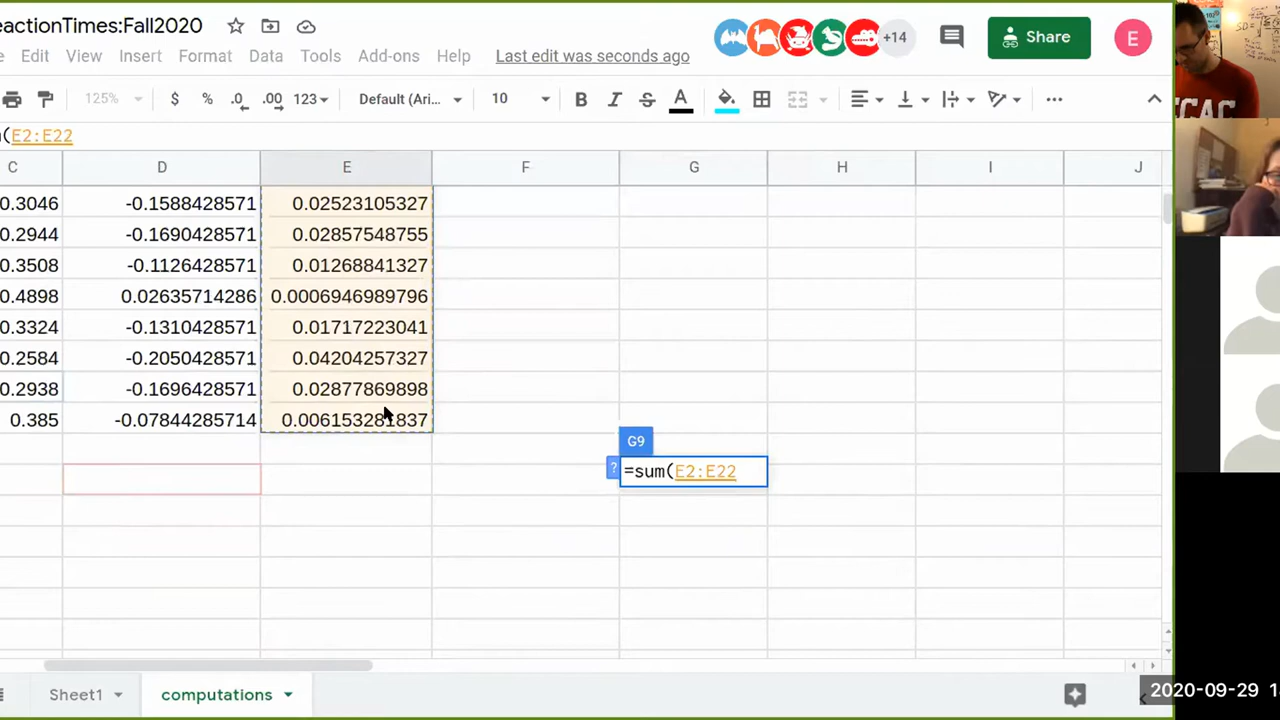 eactionTimes:Fall2020
+14
Share
E
Edit View Insert Format Data Tools Add-ons Help Last edit was seconds ago
125% $ % .0 .00 123 Default (Ari... 10 B I S A
(E2:E22
C D E F G H I J
0.3046 -0.1588428571 0.02523105327
0.2944 -0.1690428571 0.02857548755
0.3508 -0.1126428571 0.01268841327
0.4898 0.02635714286 0.0006946989796
0.3324 -0.1310428571 0.01717223041
0.2584 -0.2050428571 0.04204257327
0.2938 -0.1696428571 0.02877869898
0.385 -0.07844285714 0.006153281837
G9
? =sum(E2:E22
Sheet1 computations
2020-09-29 1
ECAC
SD=